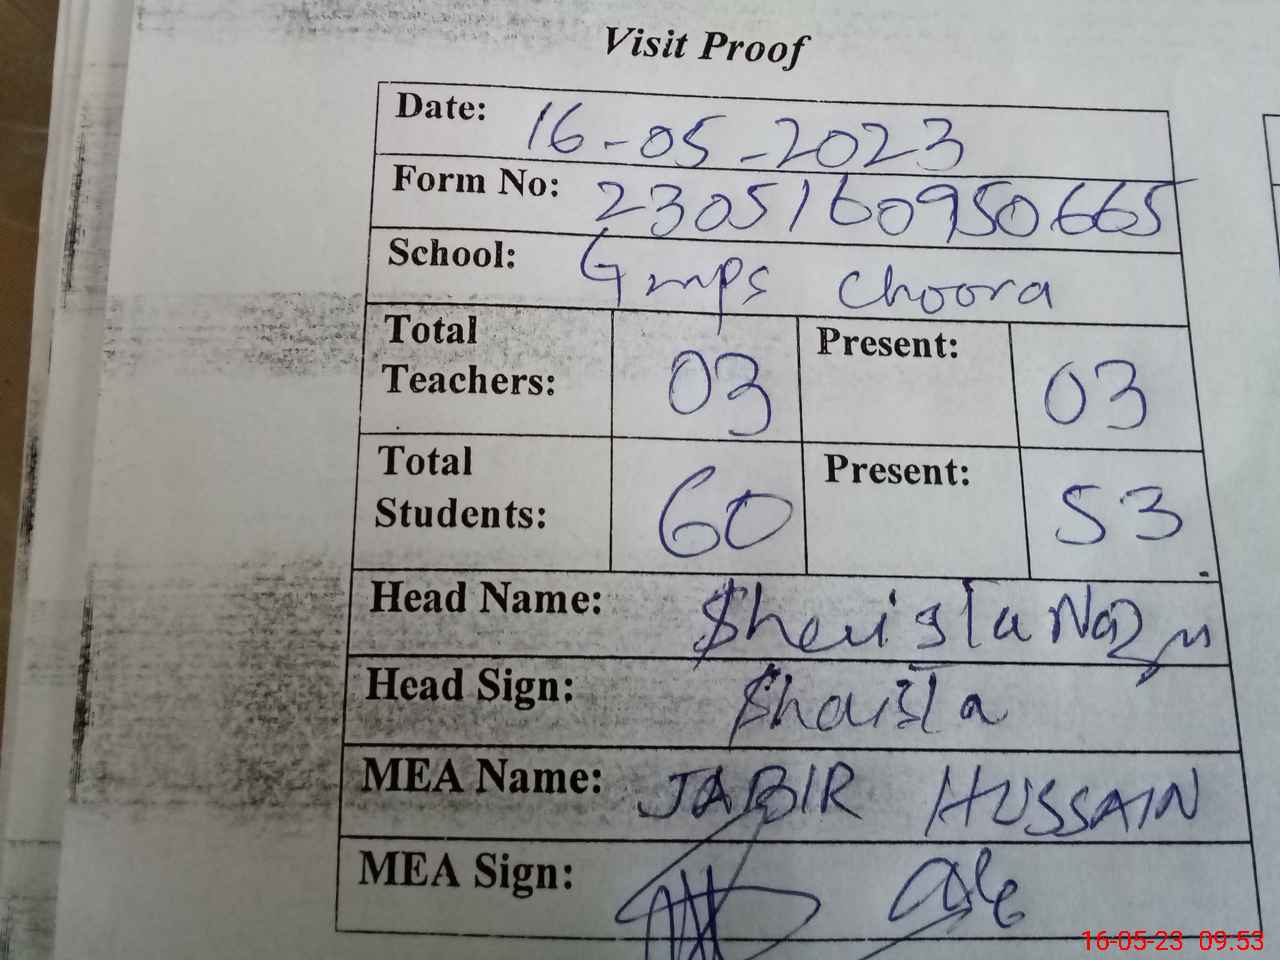 Visit Proof
Date: 16-05-2023
Form No: 2305160950665
School: Gmps Choora
Total Teachers: 03 Present: 03
Total Students: 60 Present: 53
Head Name: Shaista
Head Sign: Shaista
MEA Name: JABIR HUSSAIN
MEA Sign:
16-05-23 09.53